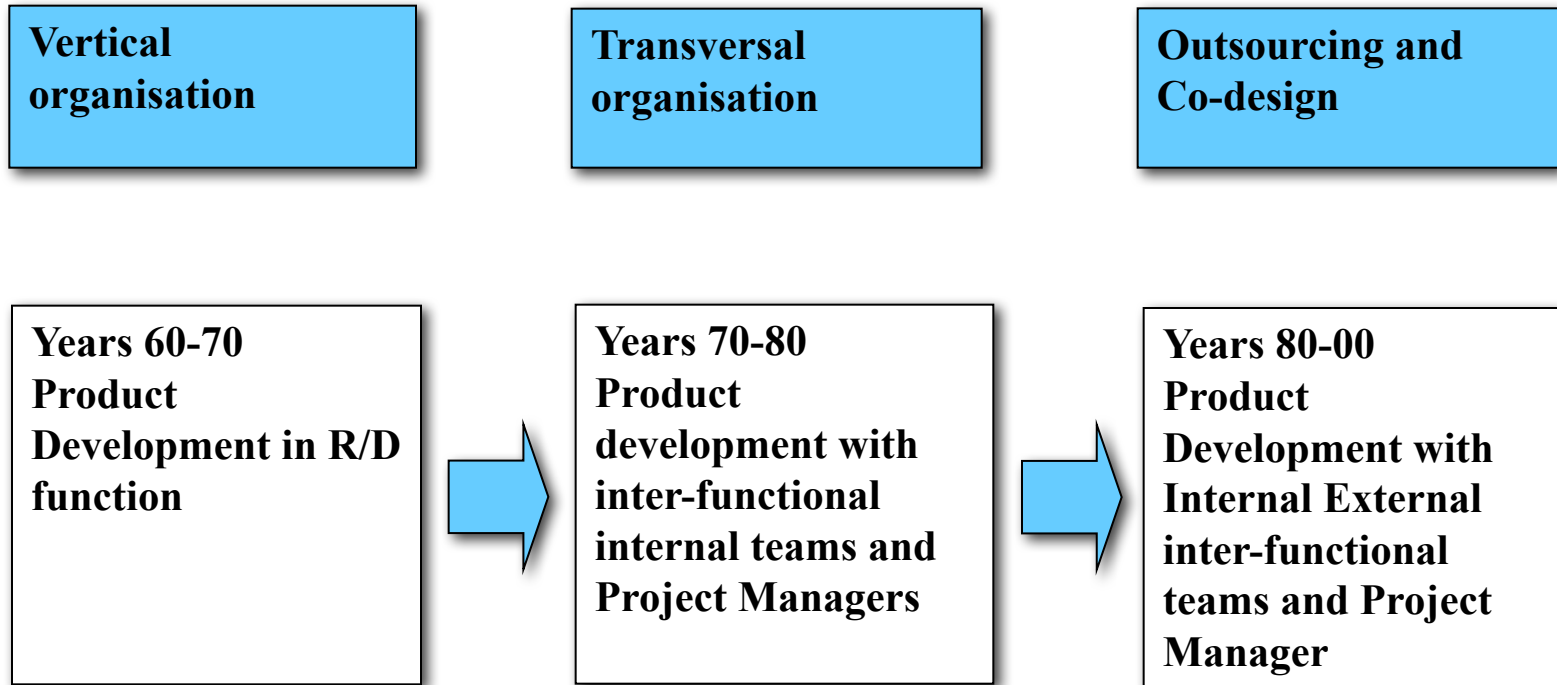 Vertical
organisation
Transversal
organisation
Outsourcing and
Co-design
Years 60-70
Product
Development in R/D
function
Years 70-80
Product
development with
inter-functional
internal teams and
Project Managers
Years 80-00
Product
Development with
Internal External
inter-functional
teams and Project
Manager